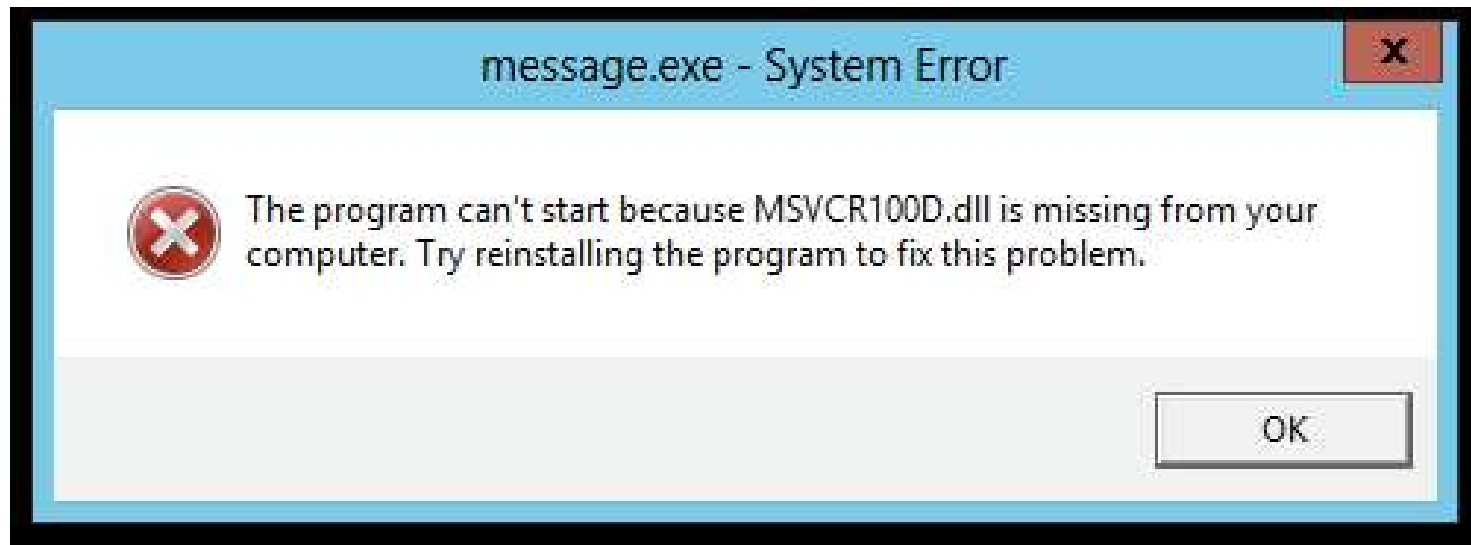 message.exe - System Error
x
The program can't start because MSVCR100D.dll is missing from your
computer. Try reinstalling the program to fix this problem.
OK